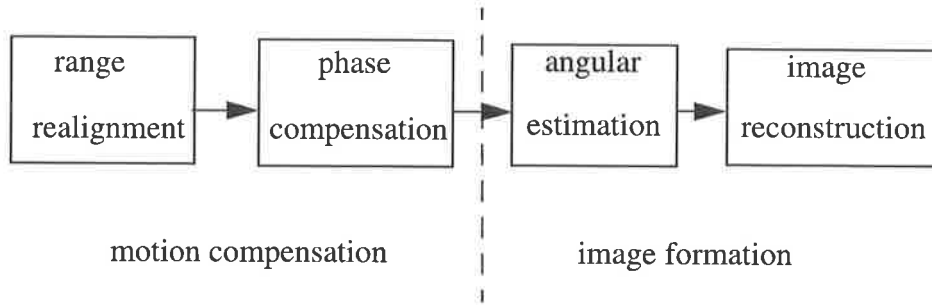 range
realignment
phase
compensation
angular
estimation
image
reconstruction
motion compensation
image formation